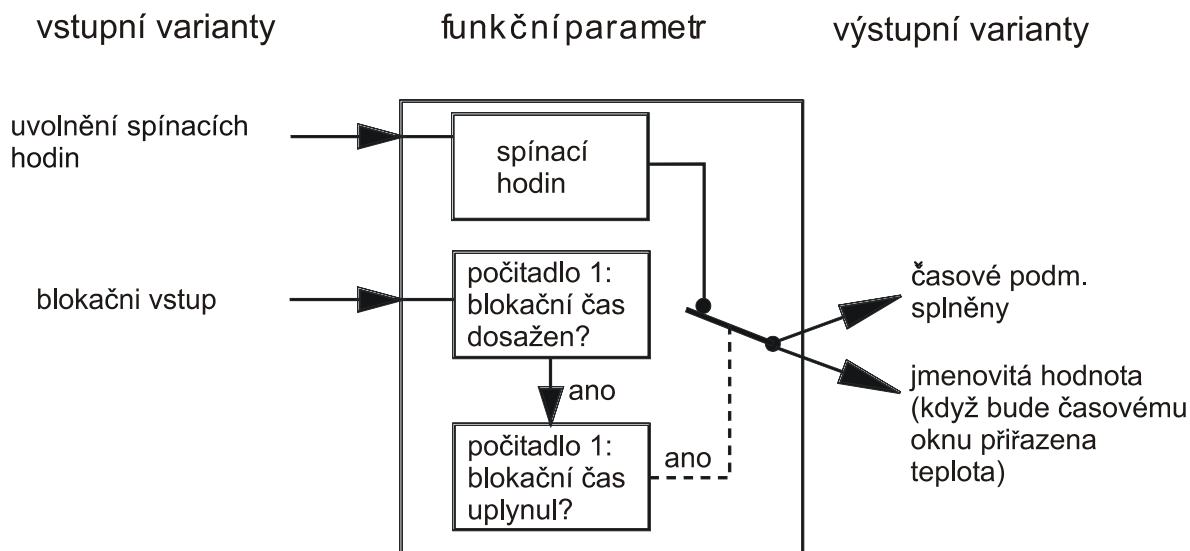 vstupní varianty
funkční parametr
výstupní varianty
uvolnění spínacích
hodin
spínací
hodin
blokačni vstup
počitadlo 1:
blokační čas
dosažen?
ano
počitadlo 1:
blokační čas
uplynul?
ano
časové podm.
splněny
jmenovitá hodnota
(když bude časovému
oknu přiřazena
teplota)